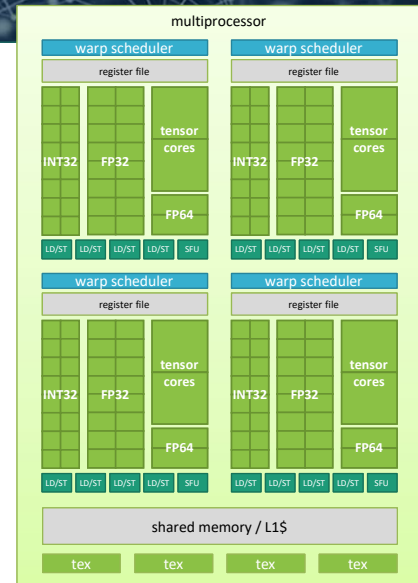 multiprocessor
warp scheduler
register file
INT32 FP32 tensor cores
FP64
LD/ST LD/ST LD/ST LD/ST SFU
warp scheduler
register file
INT32 FP32 tensor cores
FP64
LD/ST LD/ST LD/ST LD/ST SFU
warp scheduler
register file
INT32 FP32 tensor cores
FP64
LD/ST LD/ST LD/ST LD/ST SFU
warp scheduler
register file
INT32 FP32 tensor cores
FP64
LD/ST LD/ST LD/ST LD/ST SFU
shared memory / L1$
tex tex tex tex